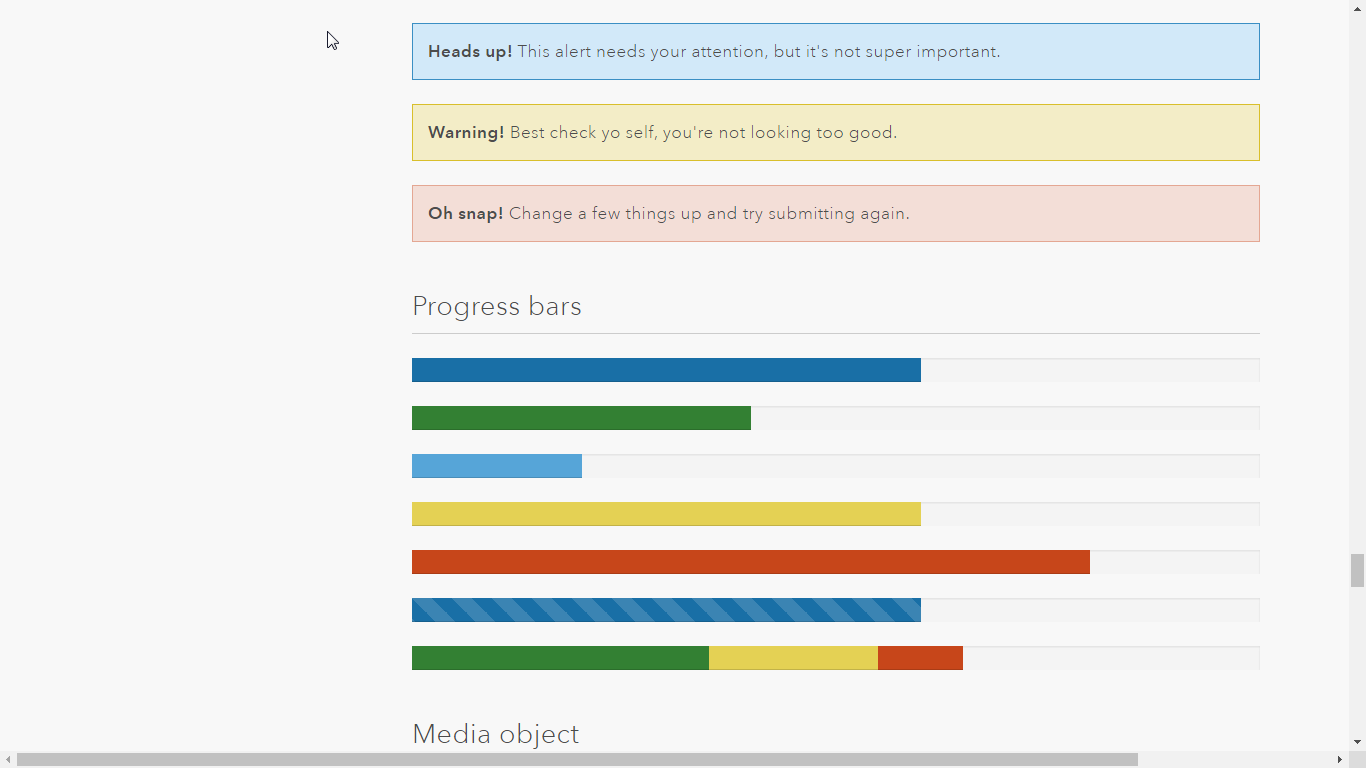 Heads up! This alert needs your attention, but it's not super important.
Warning! Best check yo self, you're not looking too good.
Oh snap! Change a few things up and try submitting again.
Progress bars
Media object